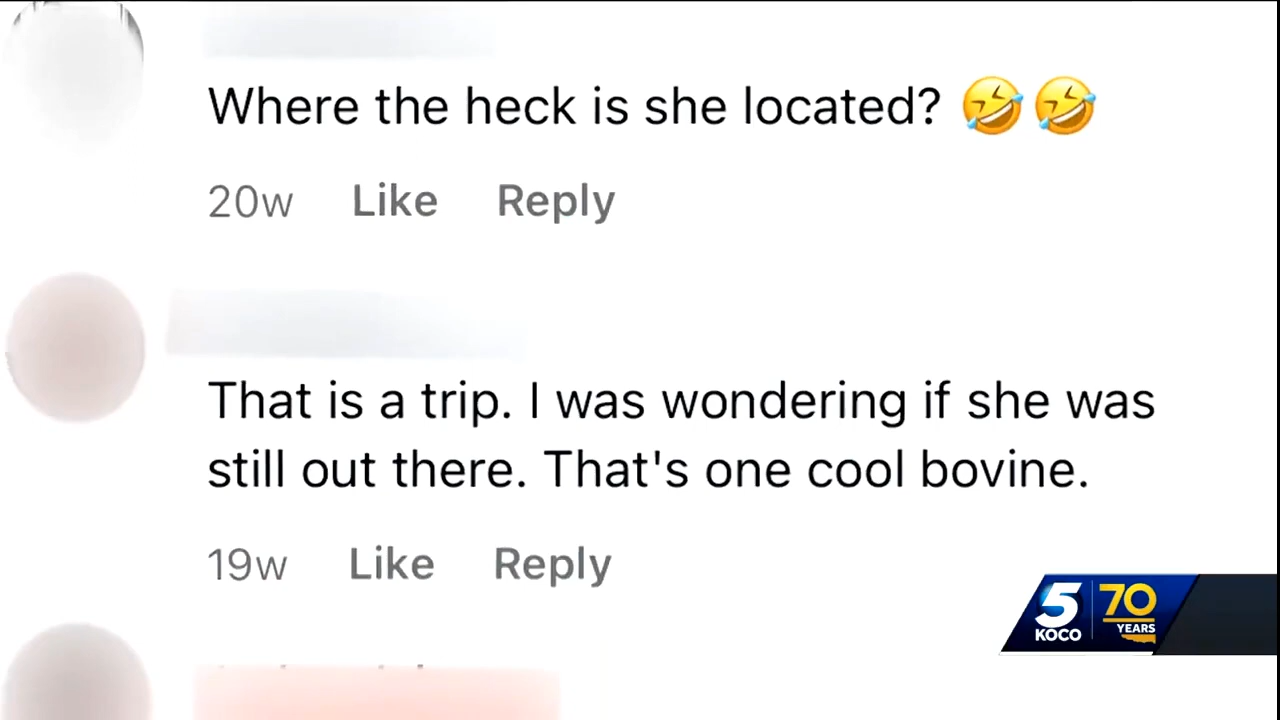 Where the heck is she located? 🤣🤣
20w Like Reply
That is a trip. I was wondering if she was
still out there. That's one cool bovine.
19w Like Reply
5 70
KOCO YEARS